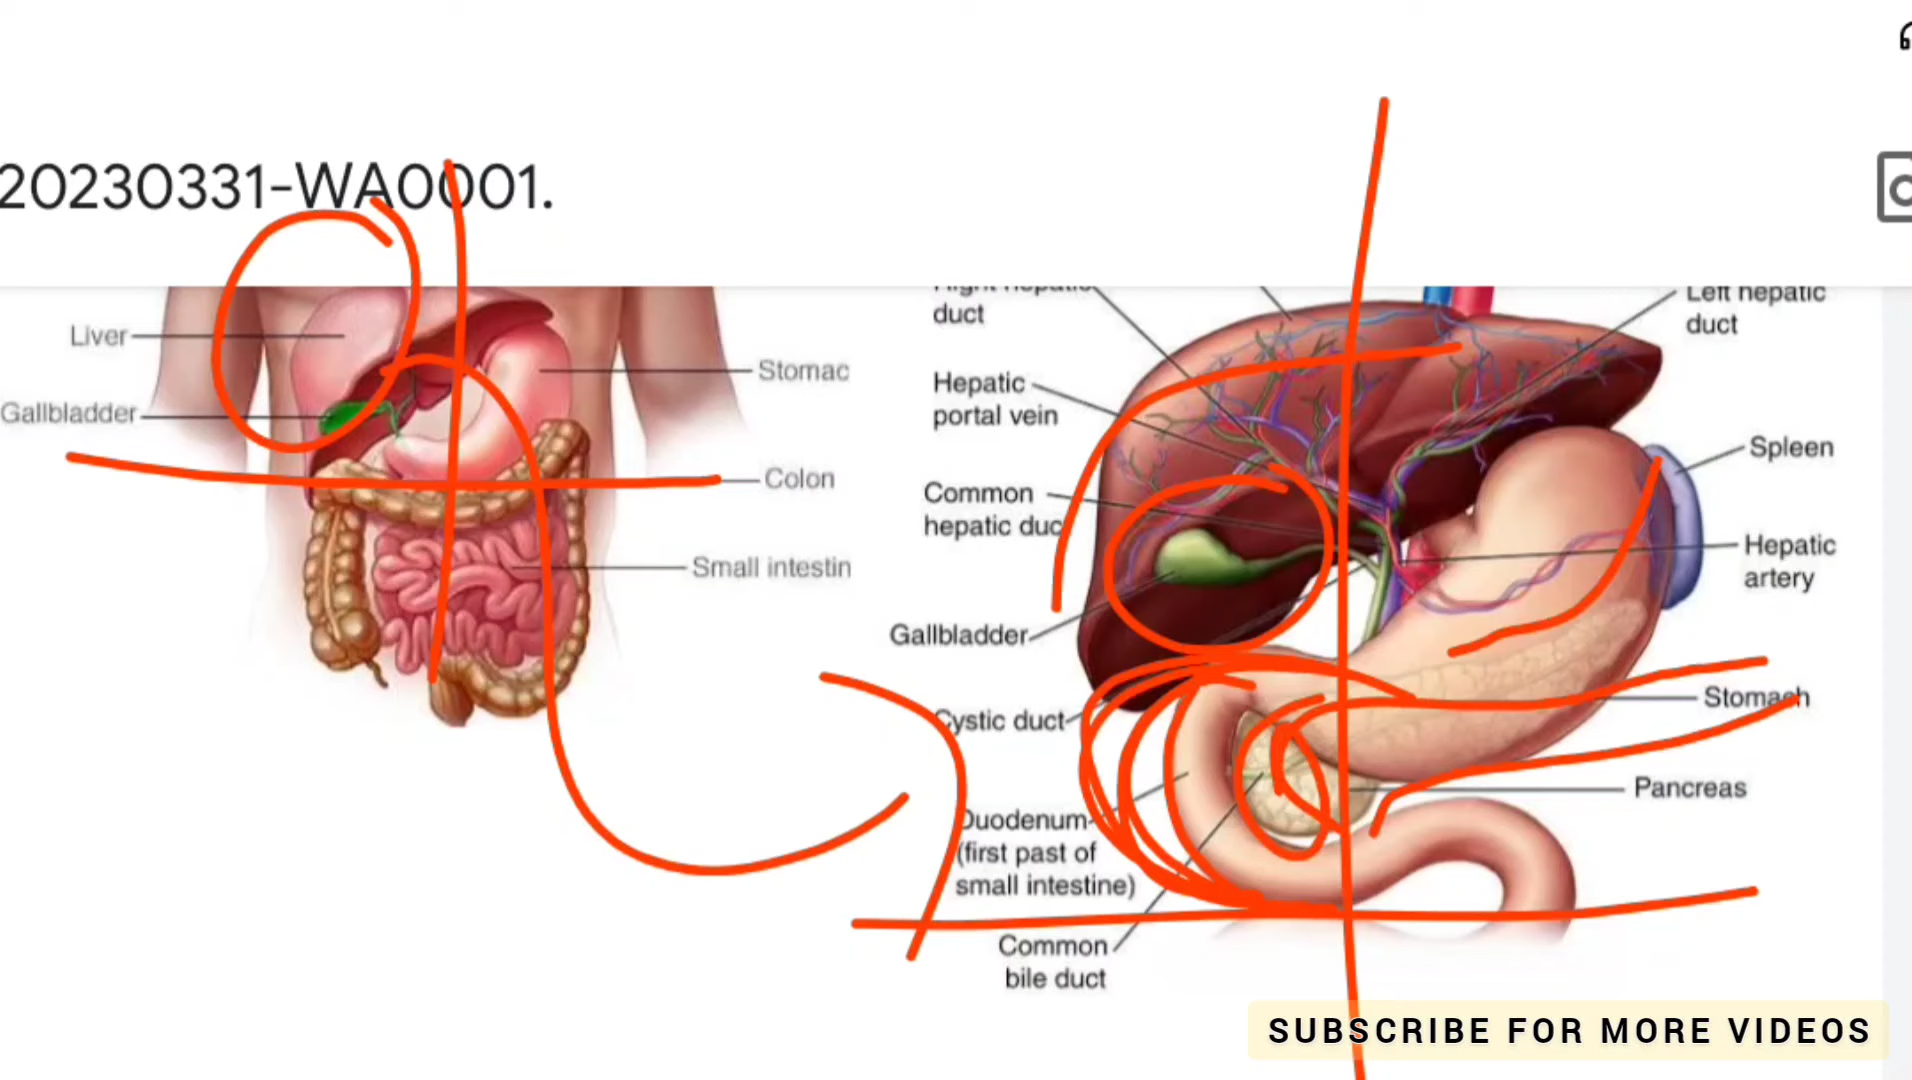 20230331-WA0001.
Liver
Gallbladder
Stomac
Colon
Small intestin
Right hepatic
duct
Hepatic
portal vein
Common
hepatic duc
Gallbladder
Cystic duct
Duodenum
(first past of
small intestine)
Common
bile duct
Left hepatic
duct
Spleen
Hepatic
artery
Stomach
Pancreas
SUBSCRIBE FOR MORE VIDEOS